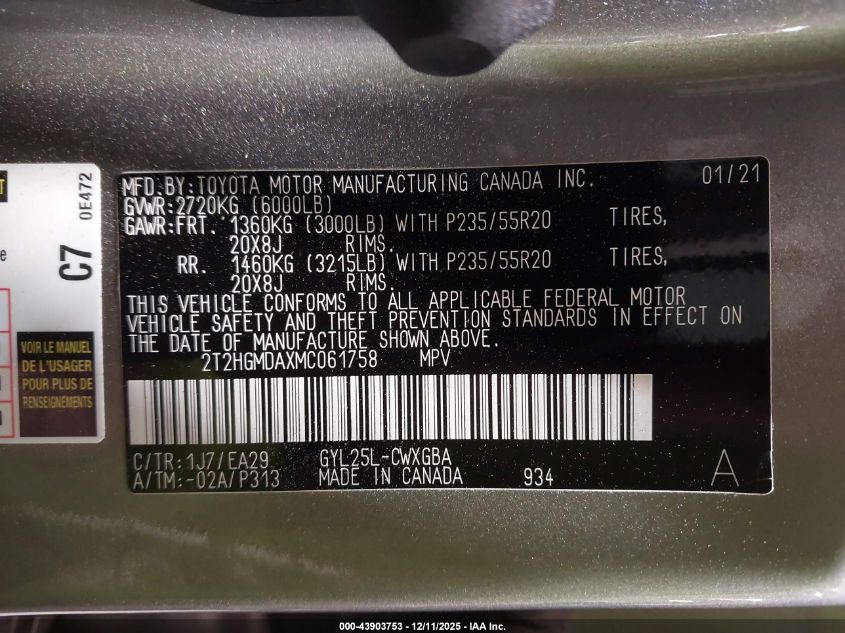 MFD.BY:TOYOTA MOTOR MANUFACTURING CANADA INC. 01/21
GVWR:2720KG (6000LB)
GAWR:FRT. 1360KG (3000LB) WITH P235/55R20 TIRES,
20X8J RIMS.
RR. 1460KG (3215LB) WITH P235/55R20 TIRES,
20X8J RIMS.
THIS VEHICLE CONFORMS TO ALL APPLICABLE FEDERAL MOTOR
VEHICLE SAFETY AND THEFT PREVENTION STANDARDS IN EFFECT ON
THE DATE OF MANUFACTURE SHOWN ABOVE.
2T2HGMDAXMC061758 MPV
C/TR:1J7/EA29 GYL25L-CWXGBA
A/TM:-02A/P313 MADE IN CANADA 934 A
C7 0E472
VOIR LE MANUEL
DE L'USAGER
POUR PLUS DE
RENSEIGNEMENTS
000-43903753 - 12/11/2025 - IAA Inc.